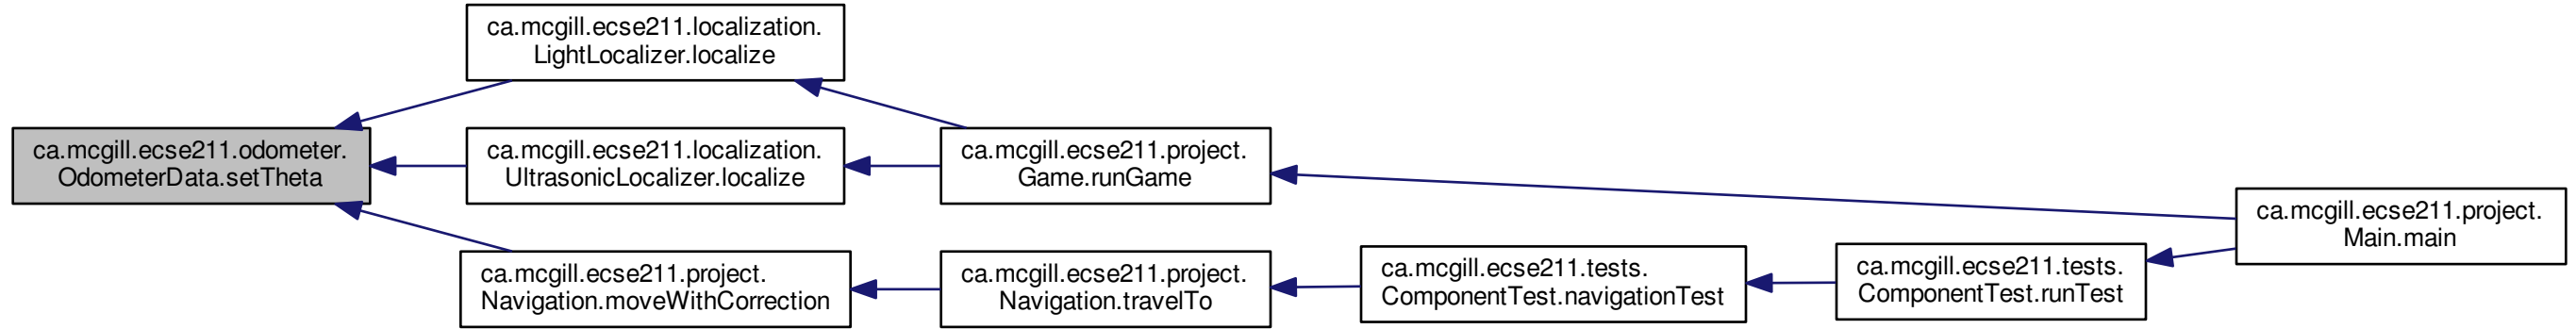 ca.mcgill.ecse211.localization.
LightLocalizer.localize
ca.mcgill.ecse211.odometer.
OdometerData.setTheta
ca.mcgill.ecse211.localization.
UltrasonicLocalizer.localize
ca.mcgill.ecse211.project.
Game.runGame
ca.mcgill.ecse211.project.
Main.main
ca.mcgill.ecse211.project.
Navigation.moveWithCorrection
ca.mcgill.ecse211.project.
Navigation.travelTo
ca.mcgill.ecse211.tests.
ComponentTest.navigationTest
ca.mcgill.ecse211.tests.
ComponentTest.runTest